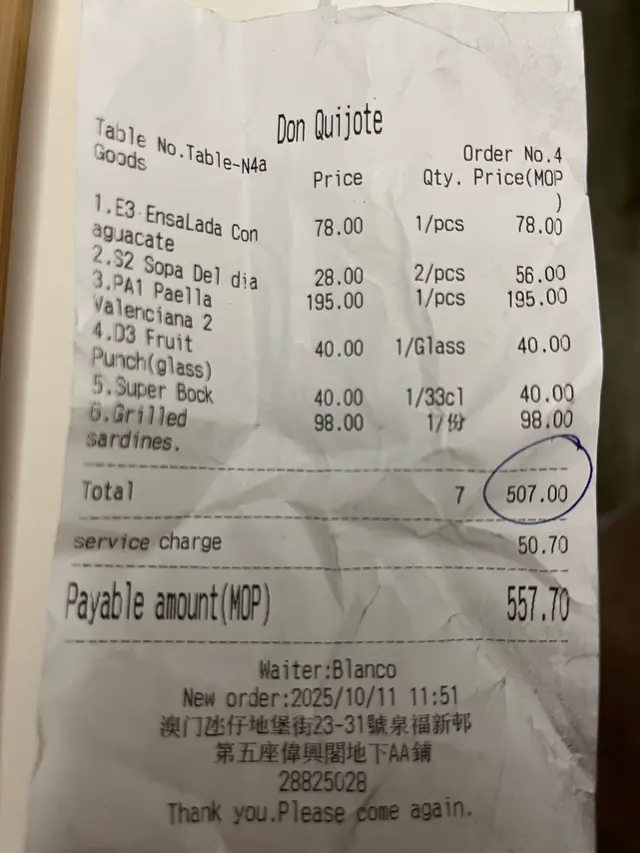 Don Quijote
Table No.Table-N4a Order No.4
Goods Price Qty. Price(MOP
)
1.E3 EnsaLada Con 78.00 1/pcs 78.00
aguacate
2.S2 Sopa Del dia 28.00 2/pcs 56.00
3.PA1 Paella 195.00 1/pcs 195.00
Valenciana 2
4.D3 Fruit 40.00 1/Glass 40.00
Punch(glass)
5.Super Bock 40.00 1/33cl 40.00
6.Grilled 98.00 1/份 98.00
sardines.
Total 7 507.00
service charge 50.70
Payable amount(MOP) 557.70
Waiter:Blanco
New order:2025/10/11 11:51
澳门氹仔地堡街23-31號泉福新邨
第五座偉興閣地下AA鋪
28825028
Thank you.Please come again.